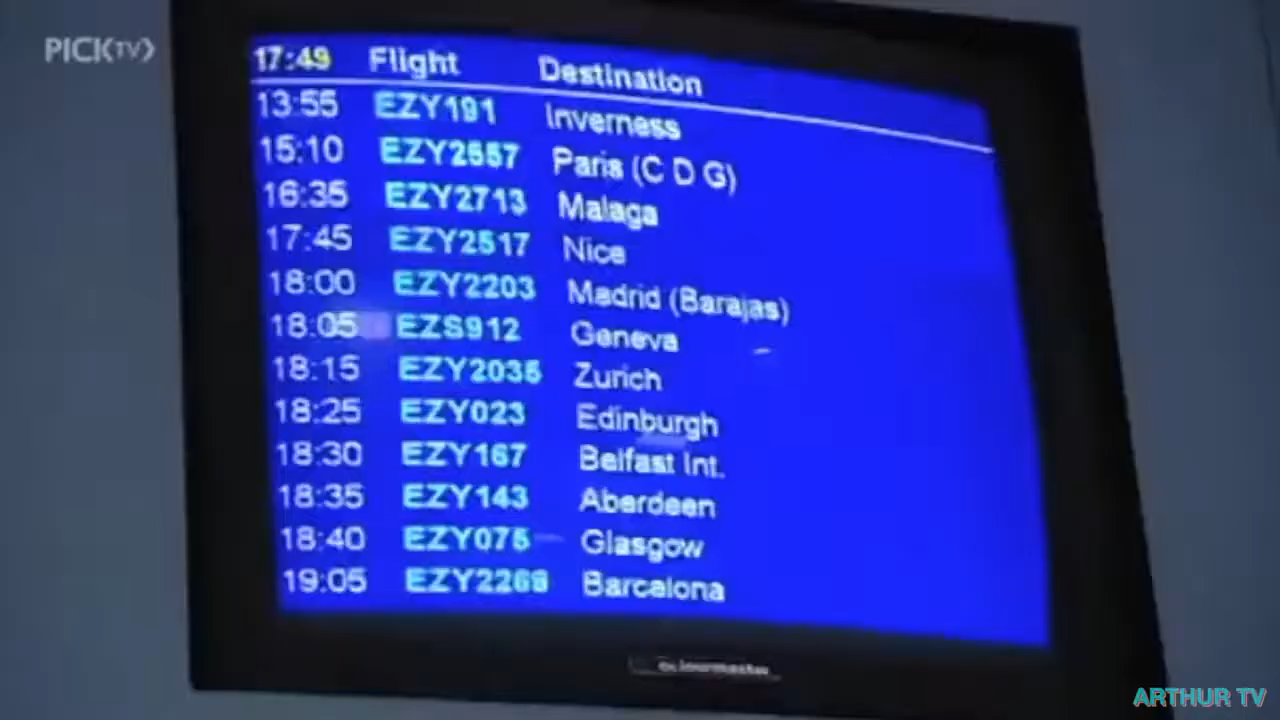 PICKTV
17:49 Flight Destination
13:55 EZY191 Inverness
15:10 EZY2557 Paris (C D G)
16:35 EZY2713 Malaga
17:45 EZY2517 Nice
18:00 EZY2203 Madrid (Barajas)
18:05 EZS912 Geneva
18:15 EZY2035 Zurich
18:25 EZY023 Edinburgh
18:30 EZY167 Belfast Int.
18:35 EZY143 Aberdeen
18:40 EZY075 Glasgow
19:05 EZY2269 Barcelona
ARTHUR TV